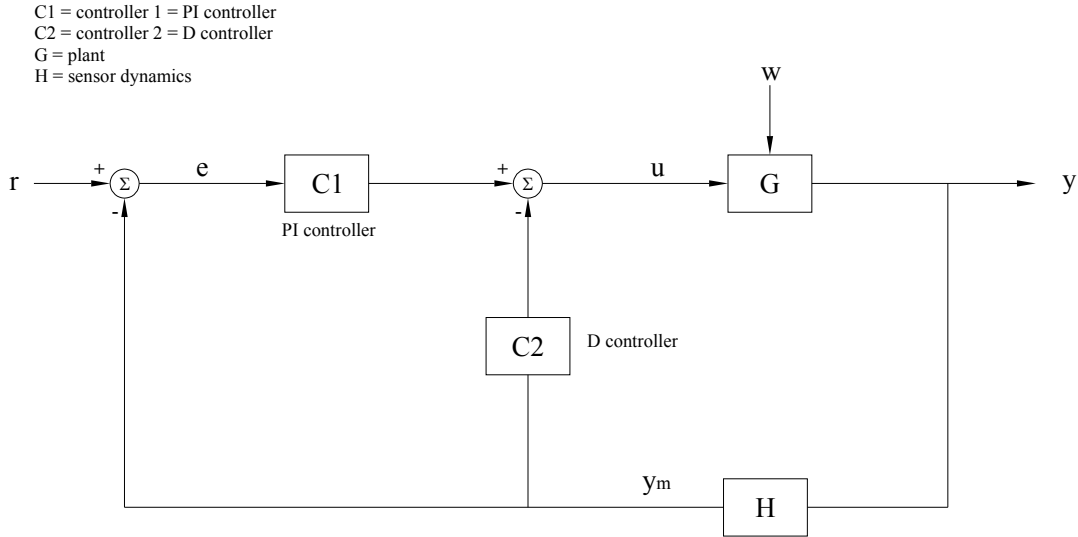 C1 = controller 1 = PI controller
C2 = controller 2 = D controller
G = plant
H = sensor dynamics
w
r
+
Σ
-
e
C1
PI controller
+
Σ
-
u
G
y
C2
D controller
ym
H